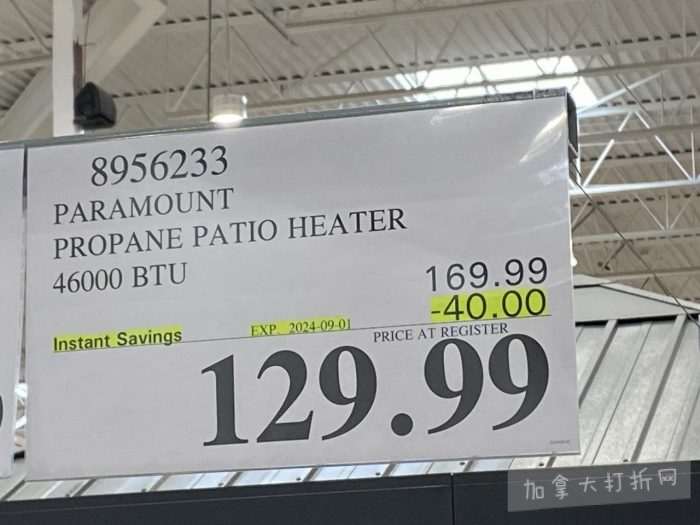 8956233
PARAMOUNT
PROPANE PATIO HEATER
46000 BTU
169.99
-40.00
Instant Savings EXP. 2024-09-01
PRICE AT REGISTER
129.99
加拿大打折网